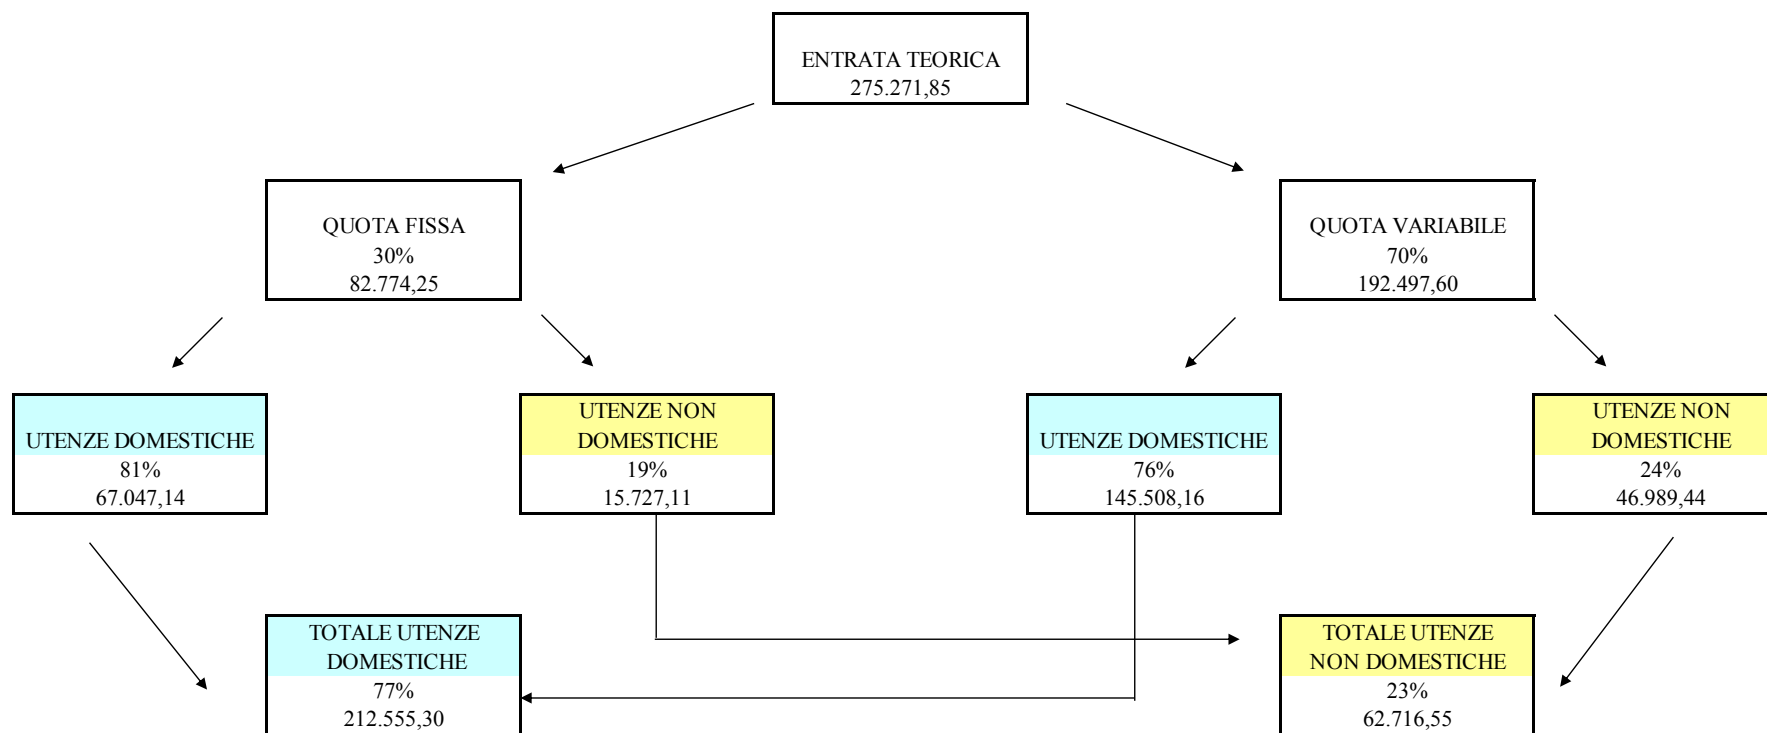 ENTRATA TEORICA
275.271,85
QUOTA FISSA
30%
82.774,25
QUOTA VARIABILE
70%
192.497,60
UTENZE DOMESTICHE
81%
67.047,14
UTENZE NON
DOMESTICHE
19%
15.727,11
UTENZE DOMESTICHE
76%
145.508,16
UTENZE NON
DOMESTICHE
24%
46.989,44
TOTALE UTENZE
DOMESTICHE
77%
212.555,30
TOTALE UTENZE
NON DOMESTICHE
23%
62.716,55